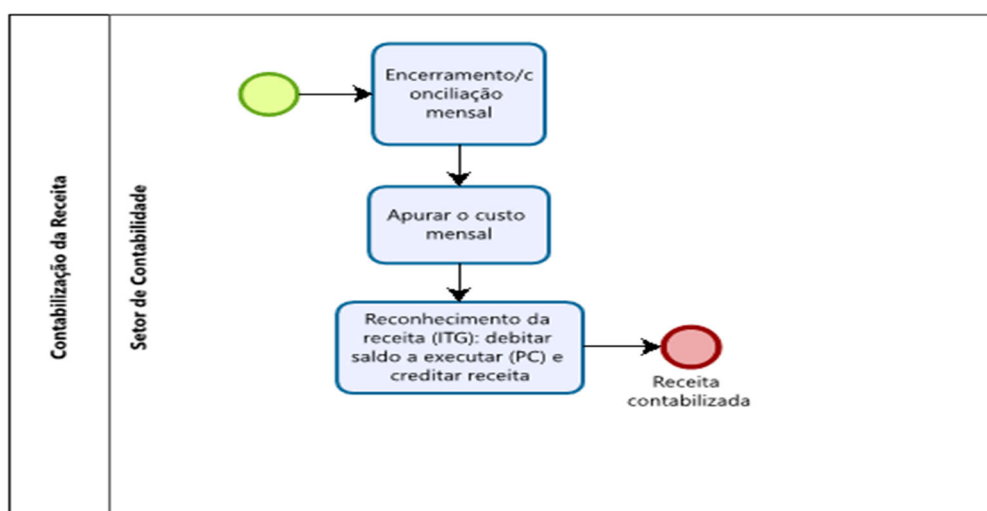 Contabilização da Receita
Setor de Contabilidade
Encerramento/c
onciliação
mensal
Apurar o custo
mensal
Reconhecimento da
receita (ITG): debitar
saldo a executar (PC) e
creditar receita
Receita
contabilizada